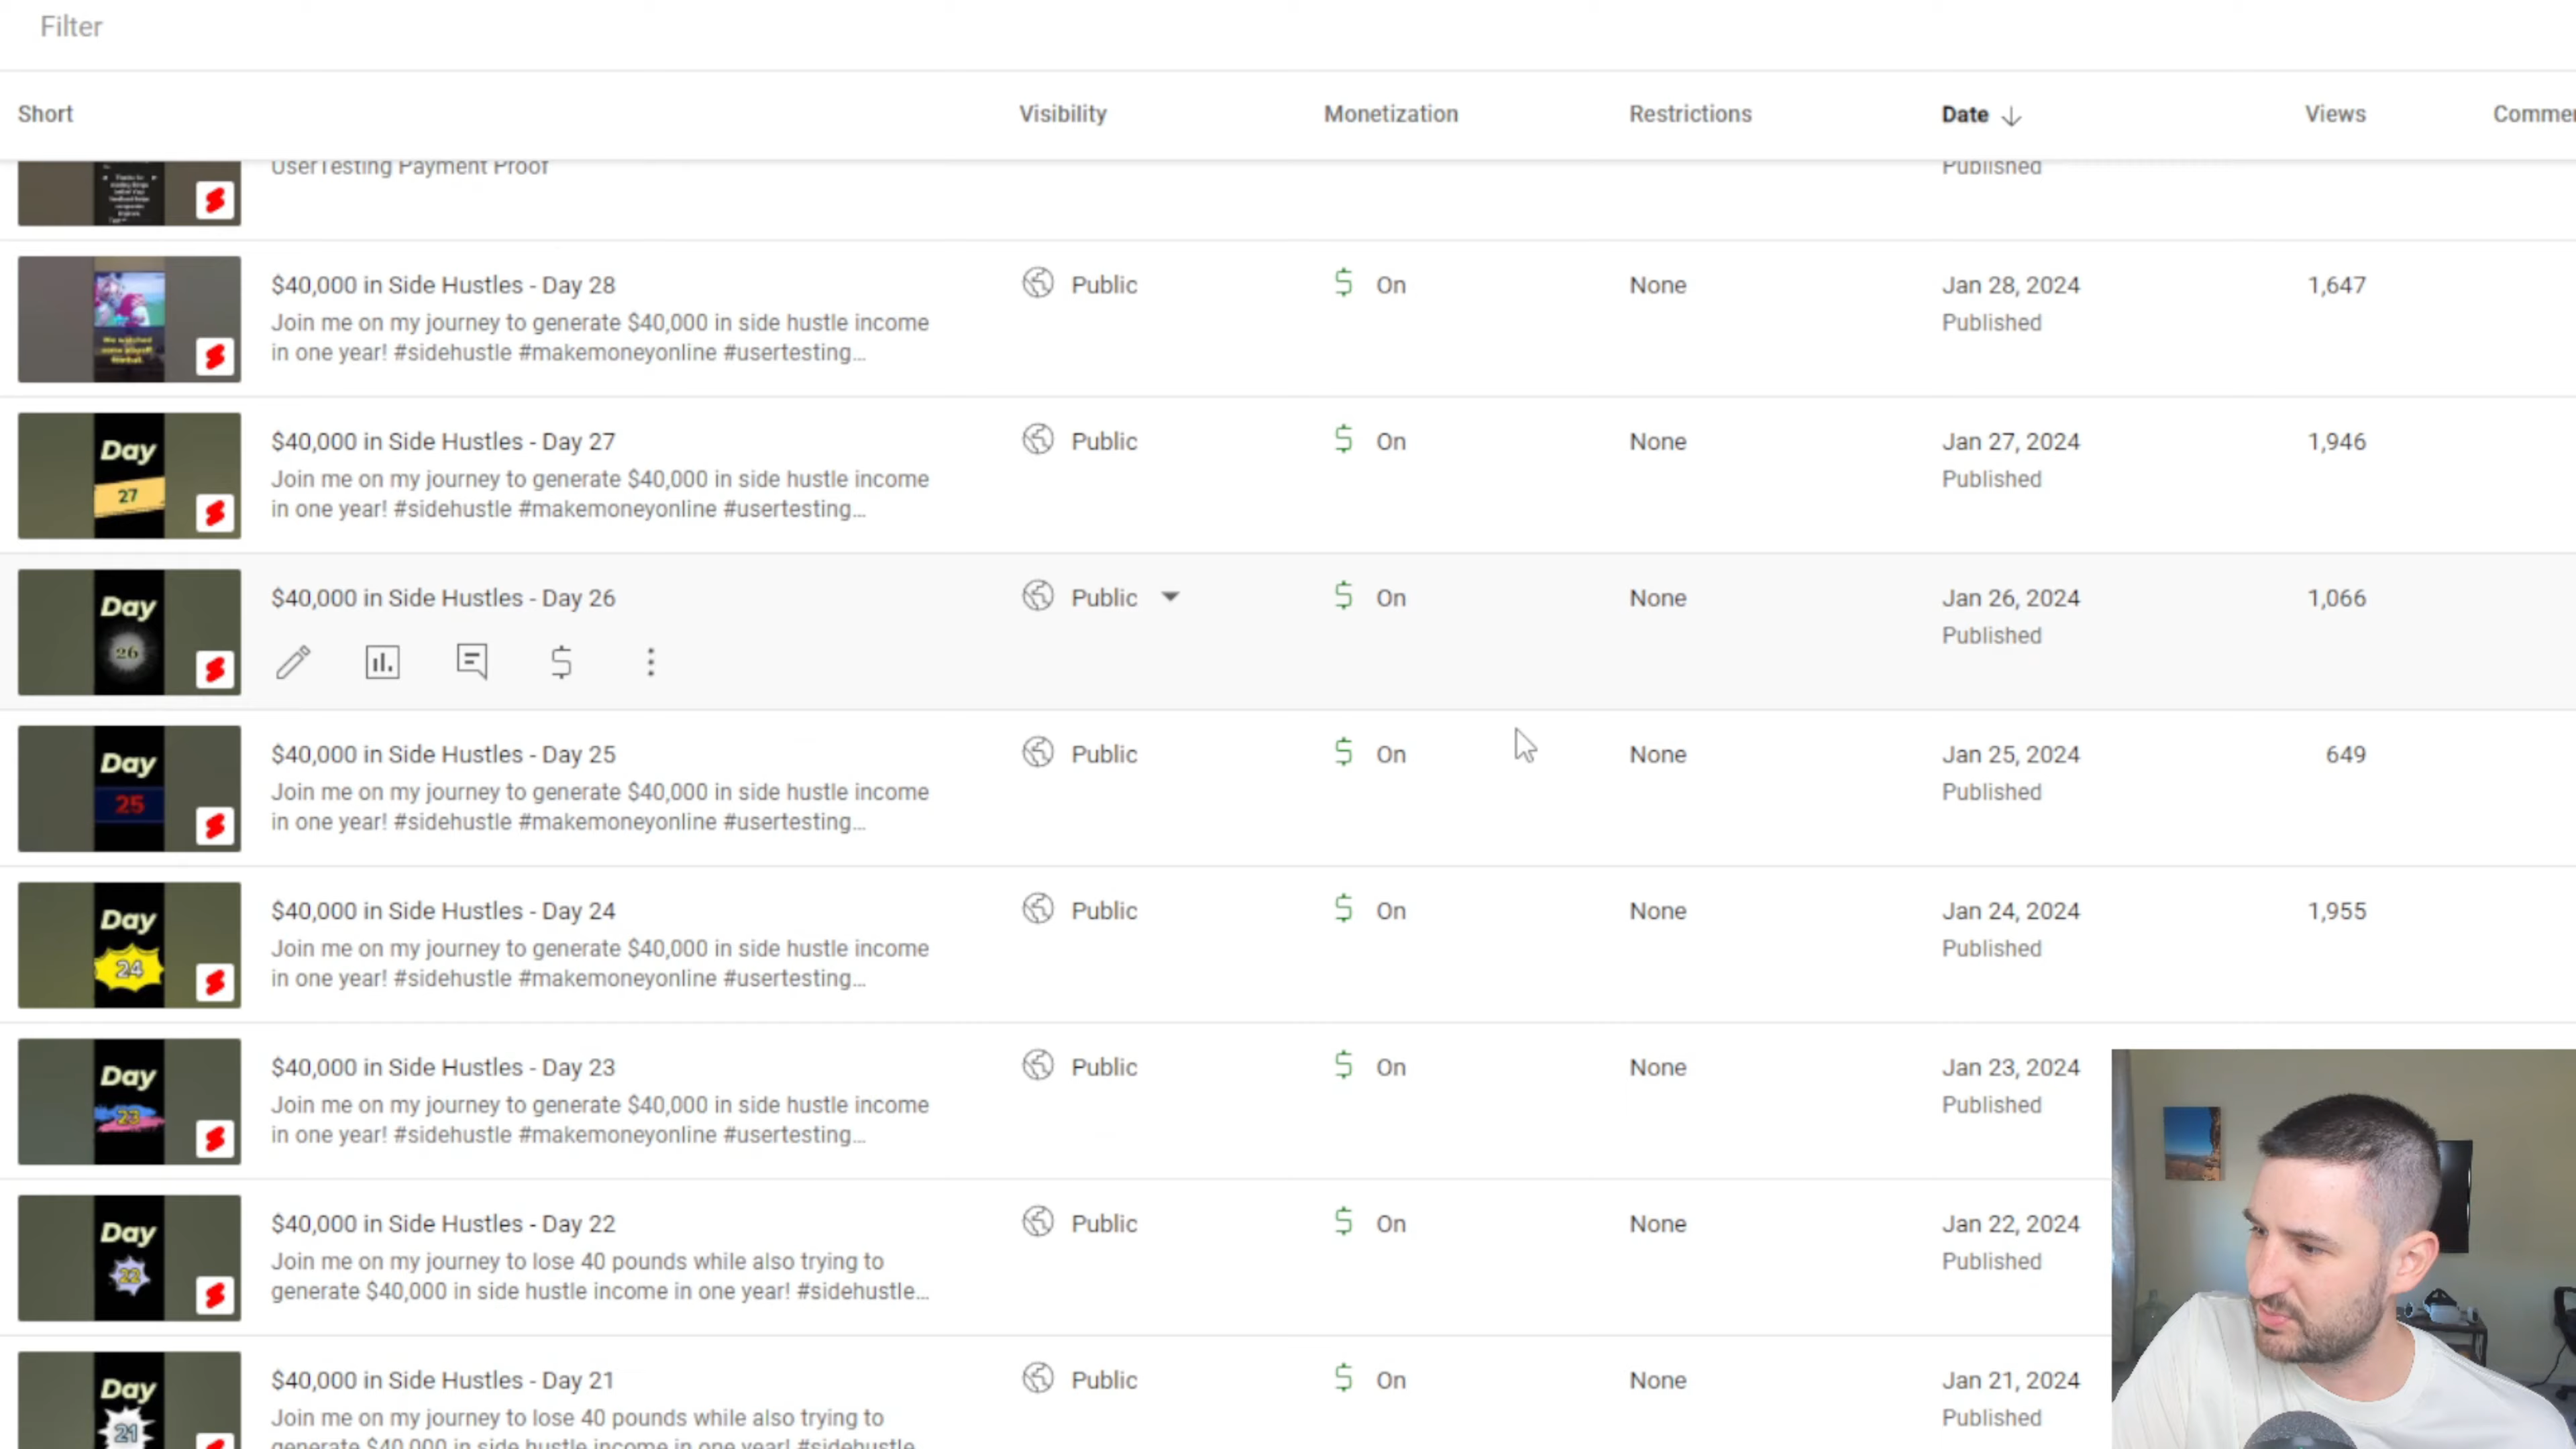 Filter
Short Visibility Monetization Restrictions Date Views
UserTesting Payment Proof Published
$40,000 in Side Hustles - Day 28 Public On None Jan 28, 2024 1,647
Join me on my journey to generate $40,000 in side hustle income Published
in one year! #sidehustle #makemoneyonline #usertesting...
Day $40,000 in Side Hustles - Day 27 Public On None Jan 27, 2024 1,946
27 Join me on my journey to generate $40,000 in side hustle income Published
in one year! #sidehustle #makemoneyonline #usertesting...
Day $40,000 in Side Hustles - Day 26 Public On None Jan 26, 2024 1,066
26 Published
Day $40,000 in Side Hustles - Day 25 Public On None Jan 25, 2024 649
25 Join me on my journey to generate $40,000 in side hustle income Published
in one year! #sidehustle #makemoneyonline #usertesting...
Day $40,000 in Side Hustles - Day 24 Public On None Jan 24, 2024 1,955
24 Join me on my journey to generate $40,000 in side hustle income Published
in one year! #sidehustle #makemoneyonline #usertesting...
Day $40,000 in Side Hustles - Day 23 Public On None Jan 23, 2024
23 Join me on my journey to generate $40,000 in side hustle income Published
in one year! #sidehustle #makemoneyonline #usertesting...
Day $40,000 in Side Hustles - Day 22 Public On None Jan 22, 2024
22 Join me on my journey to lose 40 pounds while also trying to Published
generate $40,000 in side hustle income in one year! #sidehustle...
Day $40,000 in Side Hustles - Day 21 Public On None Jan 21, 2024
21 Join me on my journey to lose 40 pounds while also trying to Published
generate $40,000 in side hustle income in one year! #sidehustle